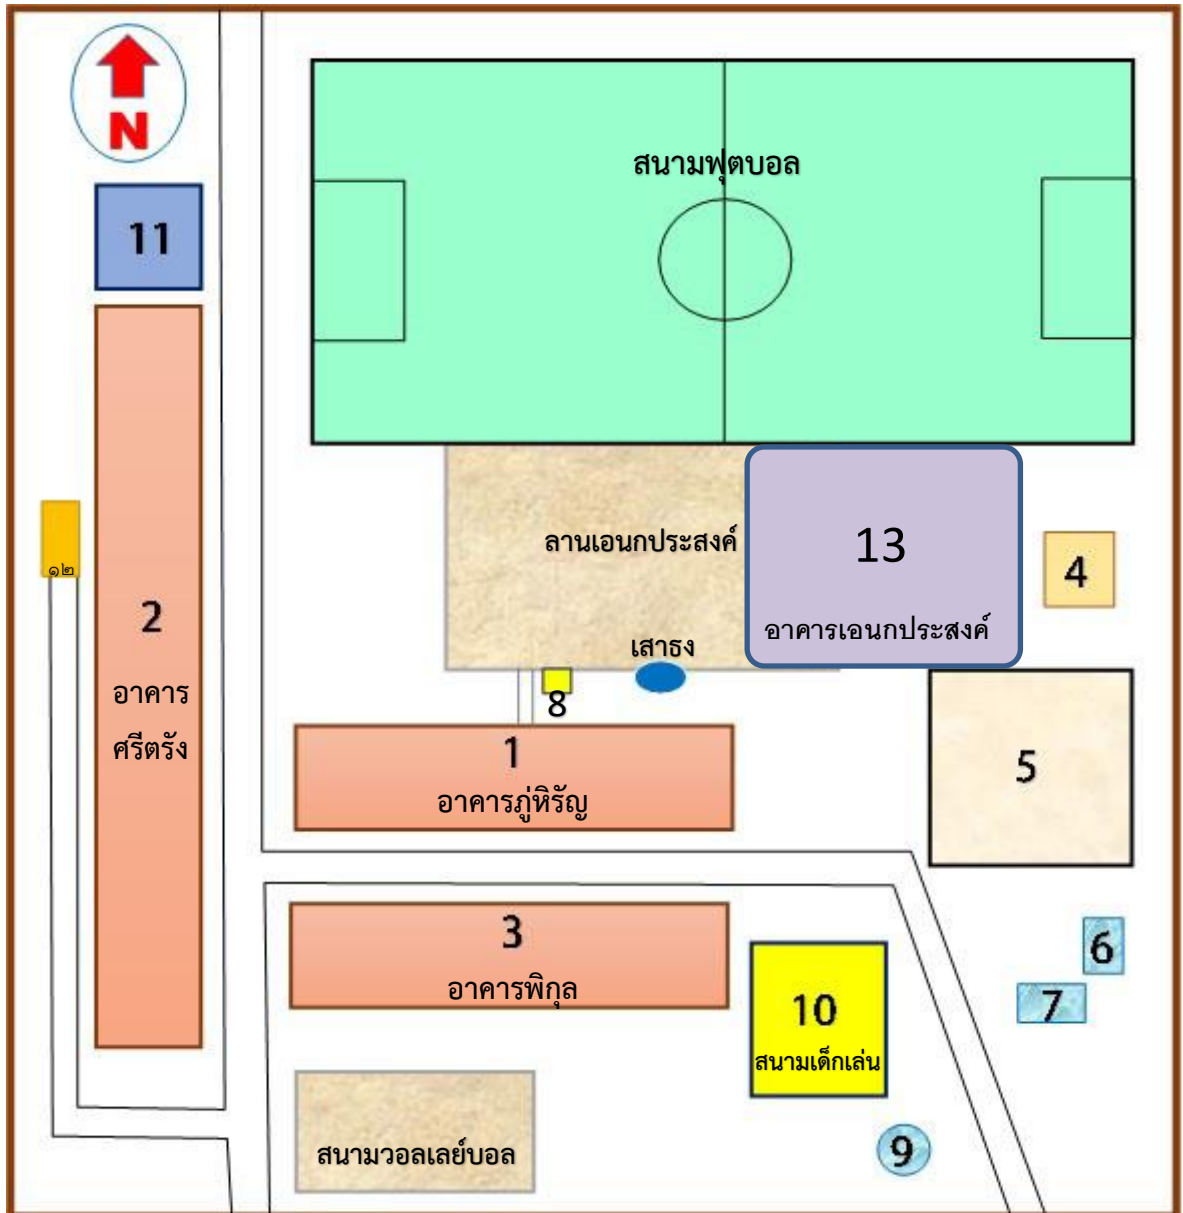 N
สนามฟุตบอล
11
ลานเอนกประสงค์
13
อาคารเอนกประสงค์
4
๑๒
2
อาคาร
ศรีตรัง
เสาธง
8
1
อาคารภู่หิรัญ
5
3
อาคารพิกุล
6
7
10
สนามเด็กเล่น
สนามวอลเลย์บอล
9